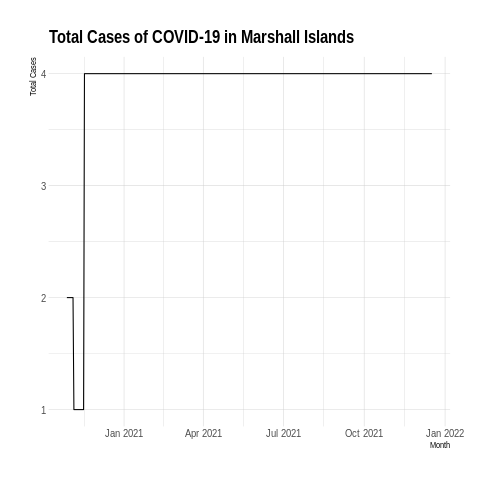 Total Cases of COVID-19 in Marshall Islands
Total Cases
4
3
2
1
Jan 2021 Apr 2021 Jul 2021 Oct 2021 Jan 2022
Month